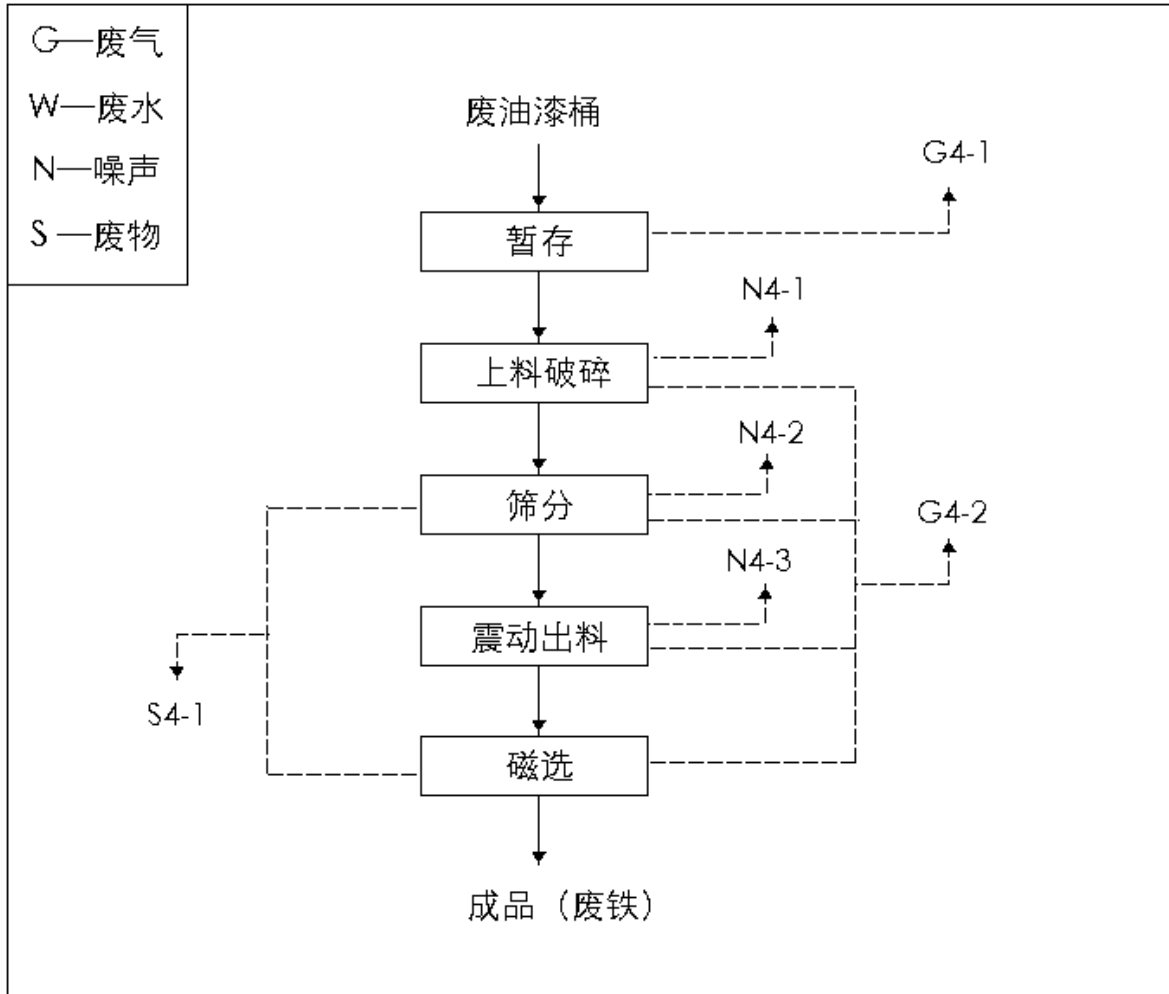 G—废气
W—废水
N—噪声
S—废物
废油漆桶
G4-1
暂存
N4-1
上料破碎
N4-2
筛分
G4-2
N4-3
震动出料
S4-1
磁选
成品（废铁）